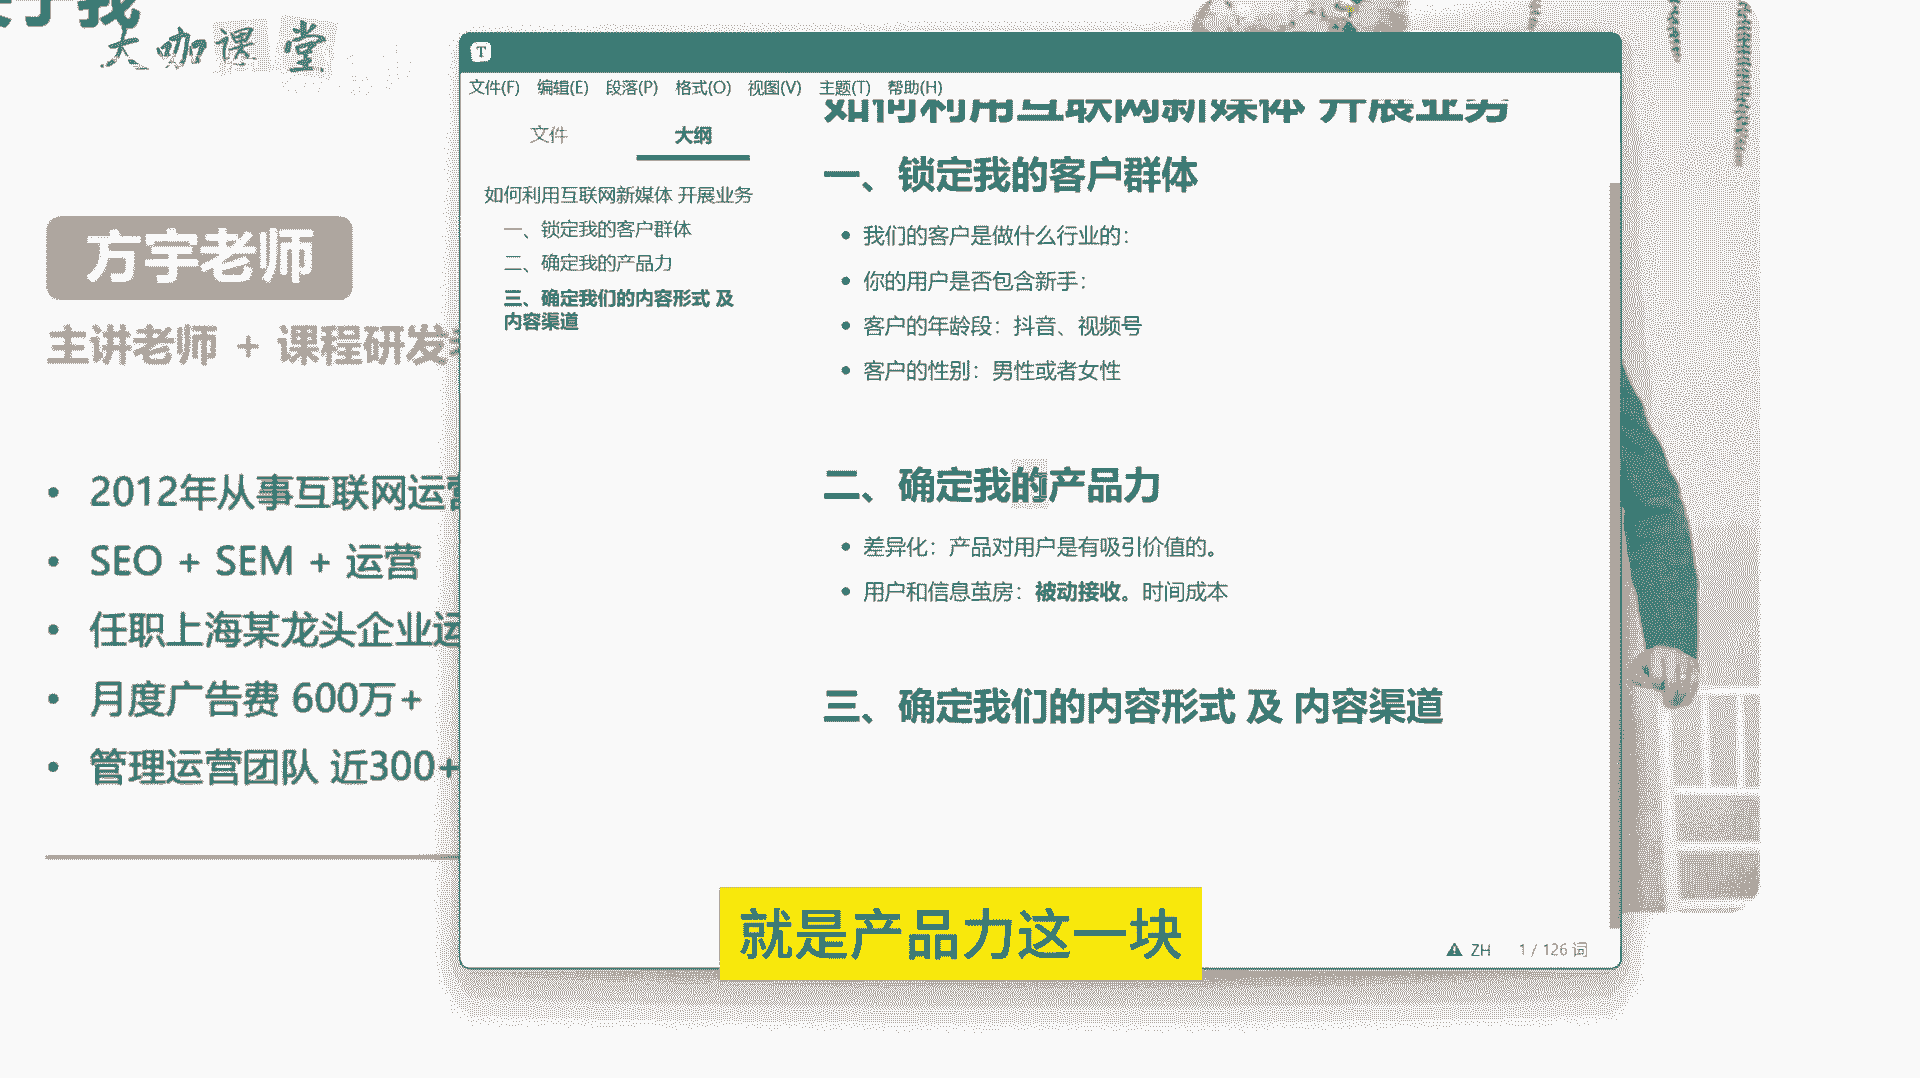 大咖课堂
方宇老师
主讲老师 + 课程研发
2012年从事互联网运营
SEO + SEM + 运营
任职上海某龙头企业运
月度广告费 600万+
管理运营团队 近300+
T
文件(F) 编辑(E) 段落(P) 格式(O) 视图(V) 主题(T) 帮助(H)
文件 大纲
如何利用互联网新媒体 开展业务
一、锁定我的客户群体
二、确定我的产品力
三、确定我们的内容形式 及
内容渠道
如何利用互联网新媒体 开展业务
一、锁定我的客户群体
我们的客户是做什么行业的：
你的用户是否包含新手：
客户的年龄段：抖音、视频号
客户的性别：男性或者女性
二、确定我的产品力
差异化：产品对用户是有吸引价值的。
用户和信息茧房：被动接收。时间成本
三、确定我们的内容形式 及 内容渠道
ZH 1 / 126 词
就是产品力这一块